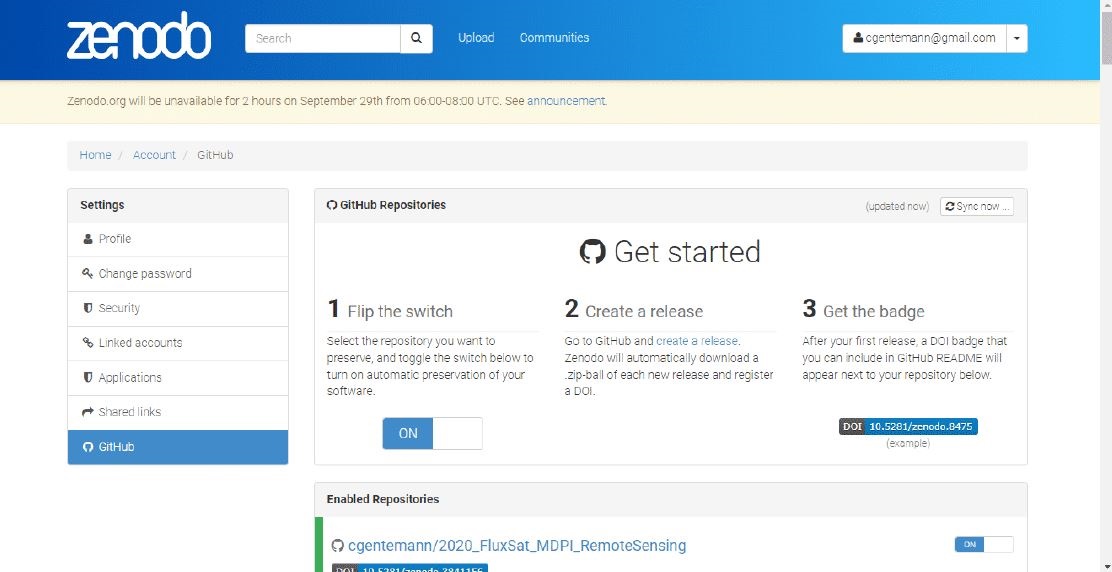 zenodo
Search
Upload
Communities
cgentemann@gmail.com
Zenodo.org will be unavailable for 2 hours on September 29th from 06:00-08:00 UTC. See announcement.
Home / Account / GitHub
Settings
Profile
Change password
Security
Linked accounts
Applications
Shared links
GitHub
GitHub Repositories
(updated now)
Sync now ...
Get started
1 Flip the switch
Select the repository you want to
preserve, and toggle the switch below to
turn on automatic preservation of your
software.
ON
2 Create a release
Go to GitHub and create a release.
Zenodo will automatically download a
.zip-ball of each new release and register
a DOI.
3 Get the badge
After your first release, a DOI badge that
you can include in GitHub README will
appear next to your repository below.
DOI 10.5281/zenodo.8475
(example)
Enabled Repositories
cgentemann/2020_FluxSat_MDPI_RemoteSensing
ON
DOI 10.5281/zenodo.3841156